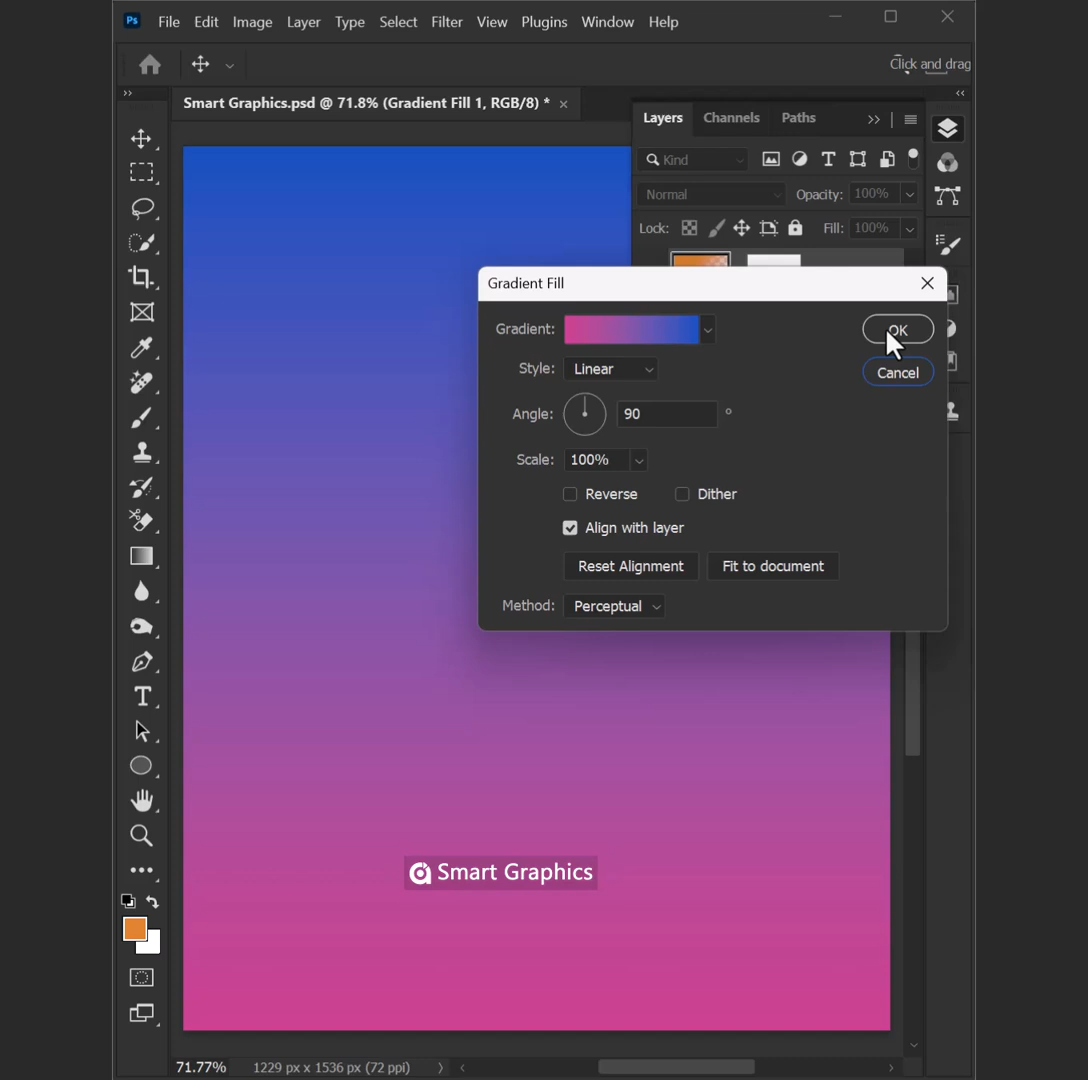 Ps File Edit Image Layer Type Select Filter View Plugins Window Help
Click and drag
Smart Graphics.psd @ 71.8% (Gradient Fill 1, RGB/8) * ×
Layers Channels Paths
Kind
Normal Opacity: 100%
Lock: Fill: 100%
Gradient Fill
Gradient:
OK
Style: Linear
Cancel
Angle: 90 °
Scale: 100%
Reverse Dither
Align with layer
Reset Alignment Fit to document
Method: Perceptual
Smart Graphics
71.77% 1229 px x 1536 px (72 ppi)